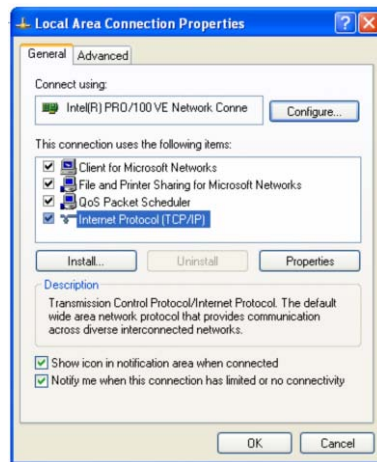 Local Area Connection Properties
General Advanced
Connect using:
Intel(R) PRO/100 VE Network Conne
Configure...
This connection uses the following items:
Client for Microsoft Networks
File and Printer Sharing for Microsoft Networks
QoS Packet Scheduler
Internet Protocol (TCP/IP)
Install... Uninstall Properties
Description
Transmission Control Protocol/Internet Protocol. The default
wide area network protocol that provides communication
across diverse interconnected networks.
Show icon in notification area when connected
Notify me when this connection has limited or no connectivity
OK Cancel